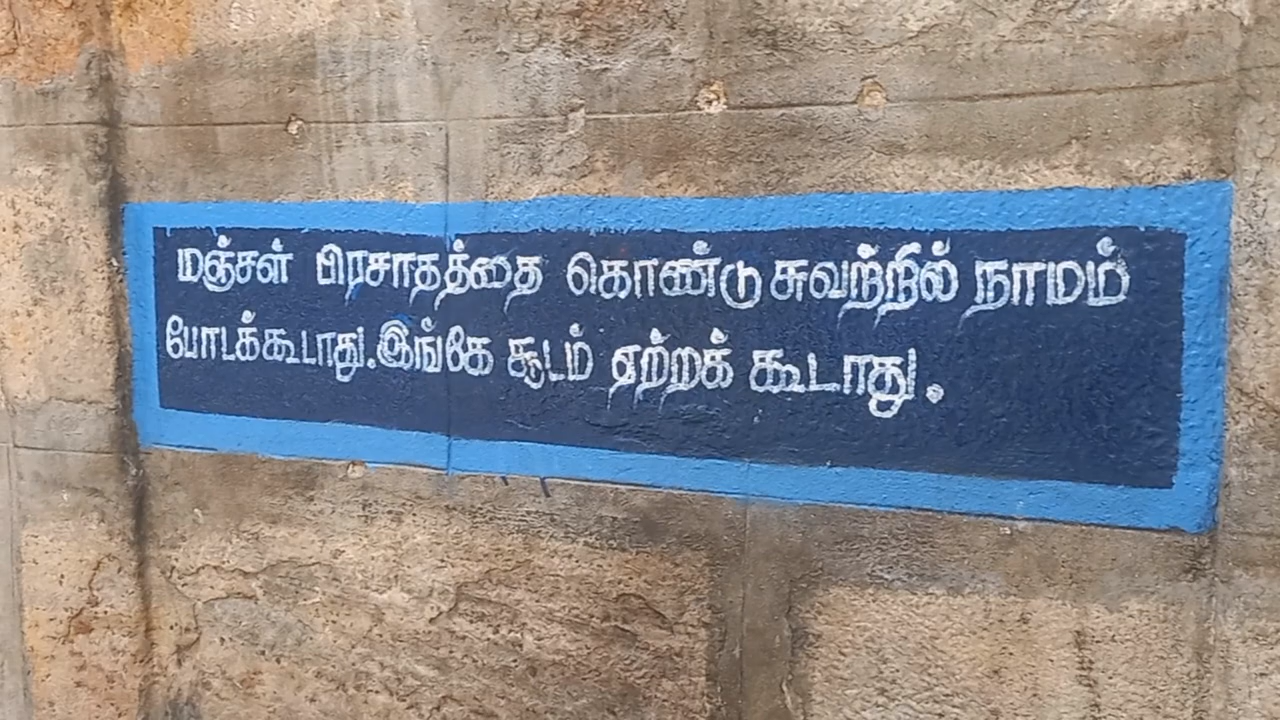 மஞ்சள் பிரசாதத்தை கொண்டு சுவற்றில் நாமம்
போடக்கூடாது. இங்கே சூடம் ஏற்றக் கூடாது.